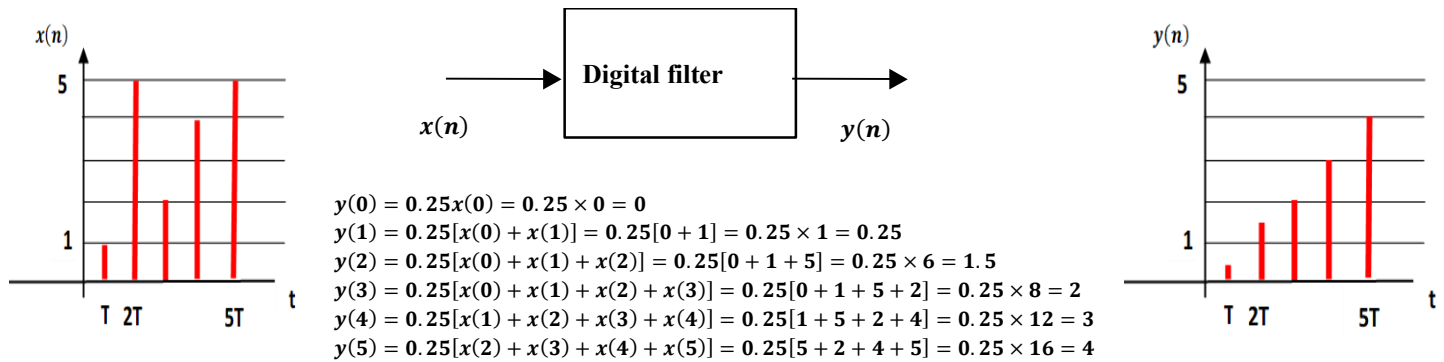 x(n)
5
1
T 2T 5T
t
Digital filter
x(n)
y(n)
y(0) = 0.25x(0) = 0.25 × 0 = 0
y(1) = 0.25[x(0) + x(1)] = 0.25[0 + 1] = 0.25 × 1 = 0.25
y(2) = 0.25[x(0) + x(1) + x(2)] = 0.25[0 + 1 + 5] = 0.25 × 6 = 1.5
y(3) = 0.25[x(0) + x(1) + x(2) + x(3)] = 0.25[0 + 1 + 5 + 2] = 0.25 × 8 = 2
y(4) = 0.25[x(1) + x(2) + x(3) + x(4)] = 0.25[1 + 5 + 2 + 4] = 0.25 × 12 = 3
y(5) = 0.25[x(2) + x(3) + x(4) + x(5)] = 0.25[5 + 2 + 4 + 5] = 0.25 × 16 = 4
y(n)
5
1
T 2T 5T
t